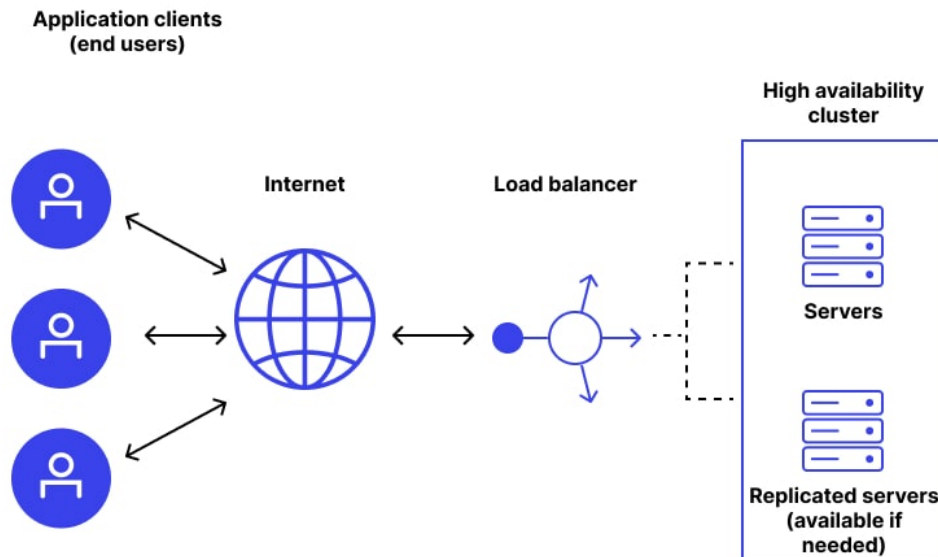 Application clients
(end users)
High availability
cluster
Internet
Load balancer
Servers
Replicated servers
(available if
needed)